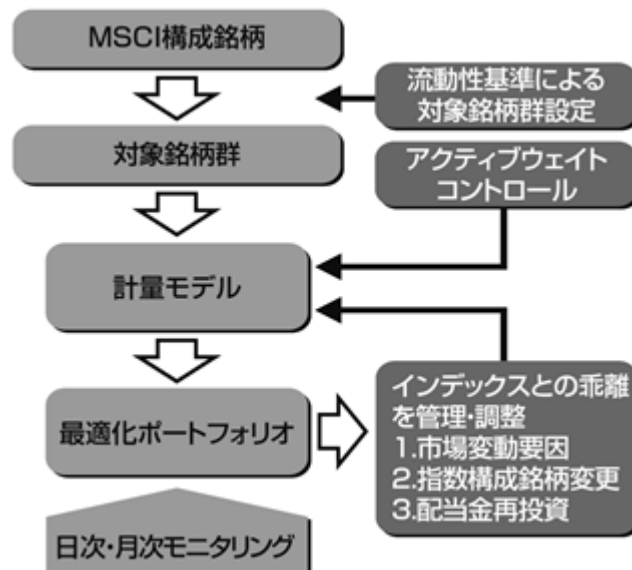 MSCI構成銘柄
流動性基準による
対象銘柄群設定
対象銘柄群
アクティブウェイト
コントロール
計量モデル
最適化ポートフォリオ
インデックスとの乖離
を管理・調整
1.市場変動要因
2.指数構成銘柄変更
3.配当金再投資
日次・月次モニタリング